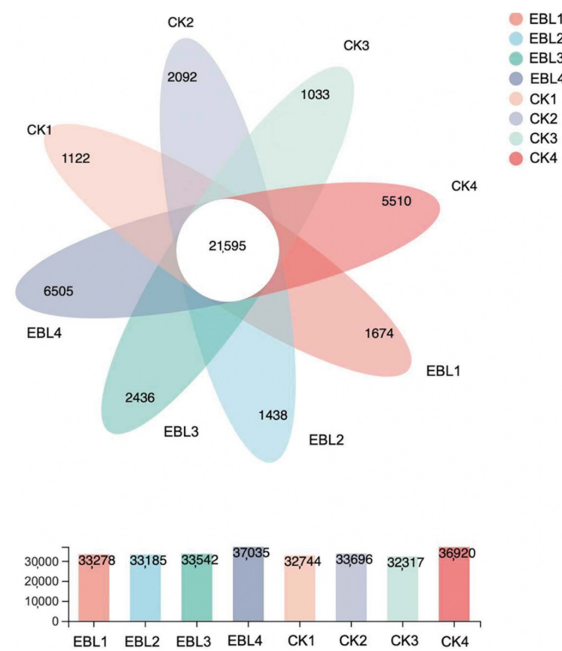 CK2
CK3
CK1
CK4
2092
1033
1122
5510
21,595
6505
1674
EBL4
EBL1
2436
1438
EBL3
EBL2
EBL1
EBL2
EBL3
EBL4
CK1
CK2
CK3
CK4
33278 33185 33542 37035 32744 33696 32317 36920
30000
20000
10000
0
EBL1 EBL2 EBL3 EBL4 CK1 CK2 CK3 CK4